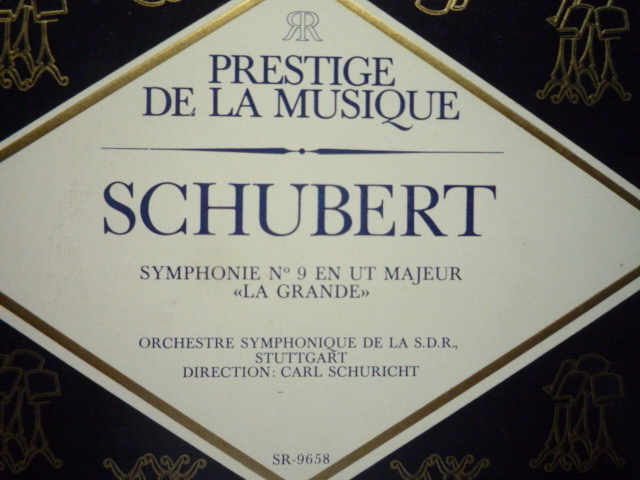 RR
PRESTIGE
DE LA MUSIQUE
SCHUBERT
SYMPHONIE Nº 9 EN UT MAJEUR
«LA GRANDE»
ORCHESTRE SYMPHONIQUE DE LA S.D.R.,
STUTTGART
DIRECTION: CARL SCHURICHT
SR-9658